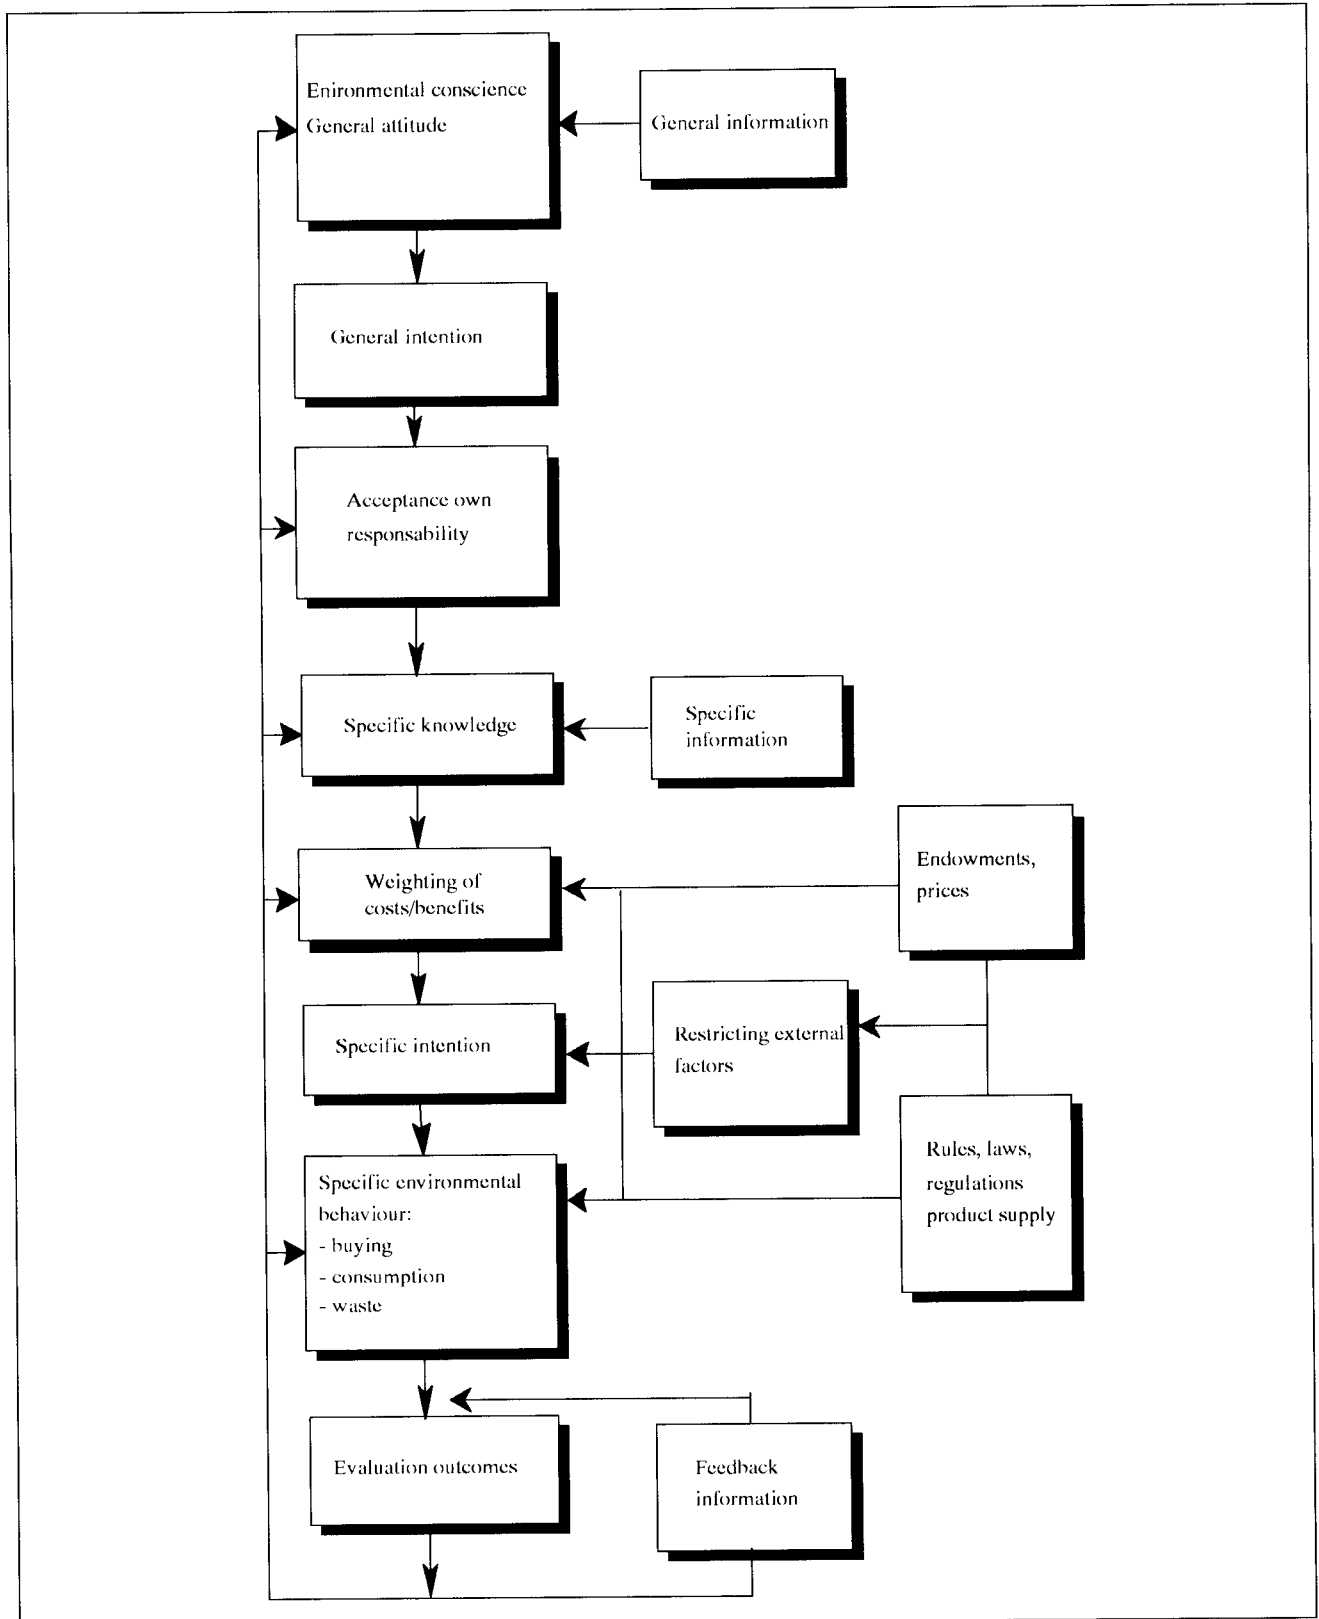 Enironmental conscience
General attitude
General information
General intention
Acceptance own
responsability
Specific knowledge
Specific
information
Weighting of
costs/benefits
Endowments,
prices
Specific intention
Restricting external
factors
Rules, laws,
regulations
product supply
Specific environmental
behaviour:
- buying
- consumption
- waste
Evaluation outcomes
Feedback
information